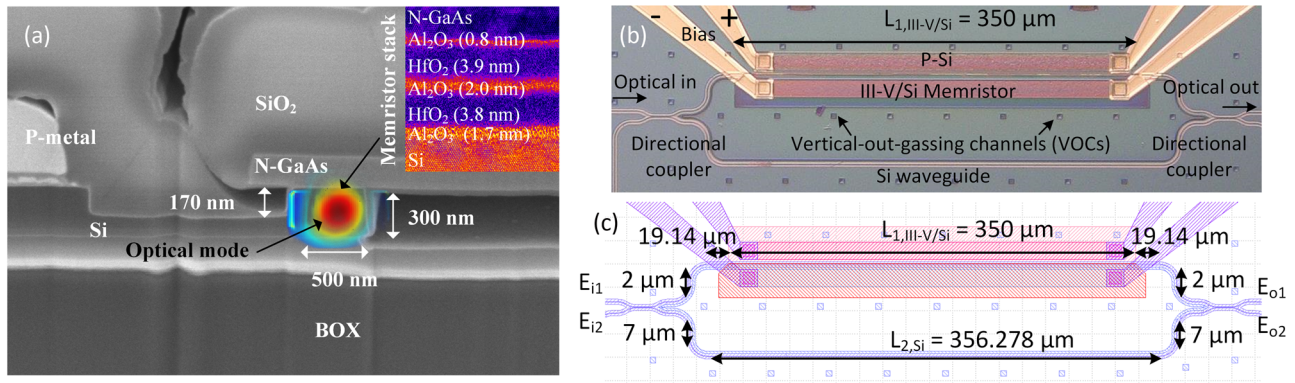 (a)
N-GaAs
Al₂O₃ (0.8 nm)
HfO₂ (3.9 nm)
Al₂O₃ (2.0 nm)
HfO₂ (3.8 nm)
Al₂O₃ (1.7 nm)
Si
Memristor stack
SiO₂
P-metal
N-GaAs
170 nm
300 nm
Si
Optical mode
500 nm
BOX
(b)
- +
Bias
L₁,III-V/Si = 350 µm
P-Si
III-V/Si Memristor
Optical in
Optical out
Directional coupler
Vertical-out-gassing channels (VOCs)
Directional coupler
Si waveguide
(c)
19.14 µm
L₁,III-V/Si = 350 µm
19.14 µm
Eᵢ₁
2 µm
2 µm
Eₒ₁
Eᵢ₂
7 µm
7 µm
Eₒ₂
L₂,Si = 356.278 µm